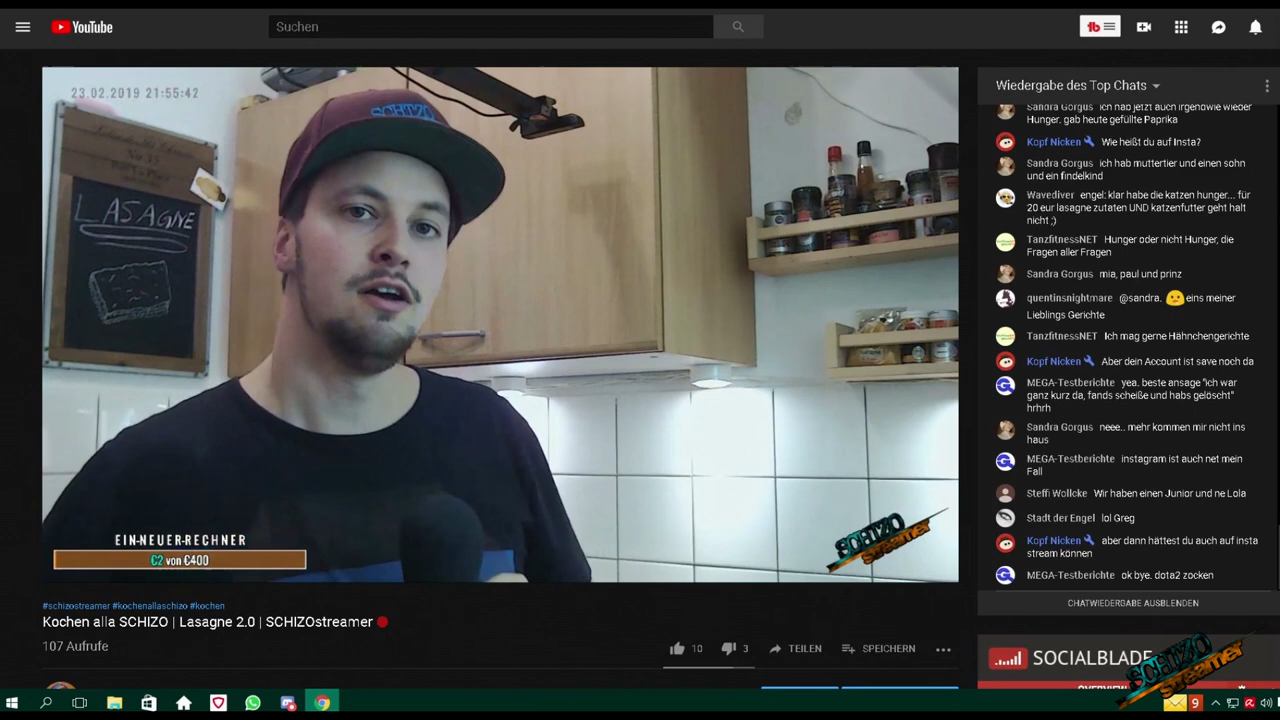 YouTube
Suchen
23.02.2019 21:55:42
LASAGNE
SCHIZO
EIN-NEUER-RECHNER
€2 von €400
SCHIZO
streamer
#schizostreamer #kochenallaschizo #kochen
Kochen alla SCHIZO | Lasagne 2.0 | SCHIZOstreamer
107 Aufrufe
10
3
TEILEN
SPEICHERN
Wiedergabe des Top Chats
Sandra Gorgus ich hab jetzt auch irgendwie wieder
Hunger. gab heute gefüllte Paprika
Kopf Nicken Wie heißt du auf Insta?
Sandra Gorgus ich hab muttertier und einen sohn
und ein findelkind
Wavediver engel: klar habe die katzen hunger... für
20 eur lasagne zutaten UND katzenfutter geht halt
nicht ;)
TanzfitnessNET Hunger oder nicht Hunger, die
Fragen aller Fragen
Sandra Gorgus mia, paul und prinz
quentinsnightmare @sandra. eins meiner
Lieblings Gerichte
TanzfitnessNET Ich mag gerne Hähnchengerichte
Kopf Nicken Aber dein Account ist save noch da
MEGA-Testberichte yea. beste ansage "ich war
ganz kurz da, fands scheiße und habs gelöscht"
hrhrh
Sandra Gorgus neee.. mehr kommen mir nicht ins
haus
MEGA-Testberichte instagram ist auch net mein
Fall
Steffi Wollcke Wir haben einen Junior und ne Lola
Stadt der Engel lol Greg
Kopf Nicken aber dann hättest du auch auf insta
stream können
MEGA-Testberichte ok bye. dota2 zocken
CHATWIEDERGABE AUSBLENDEN
SOCIALBLADE
SCHIZO
streamer
9